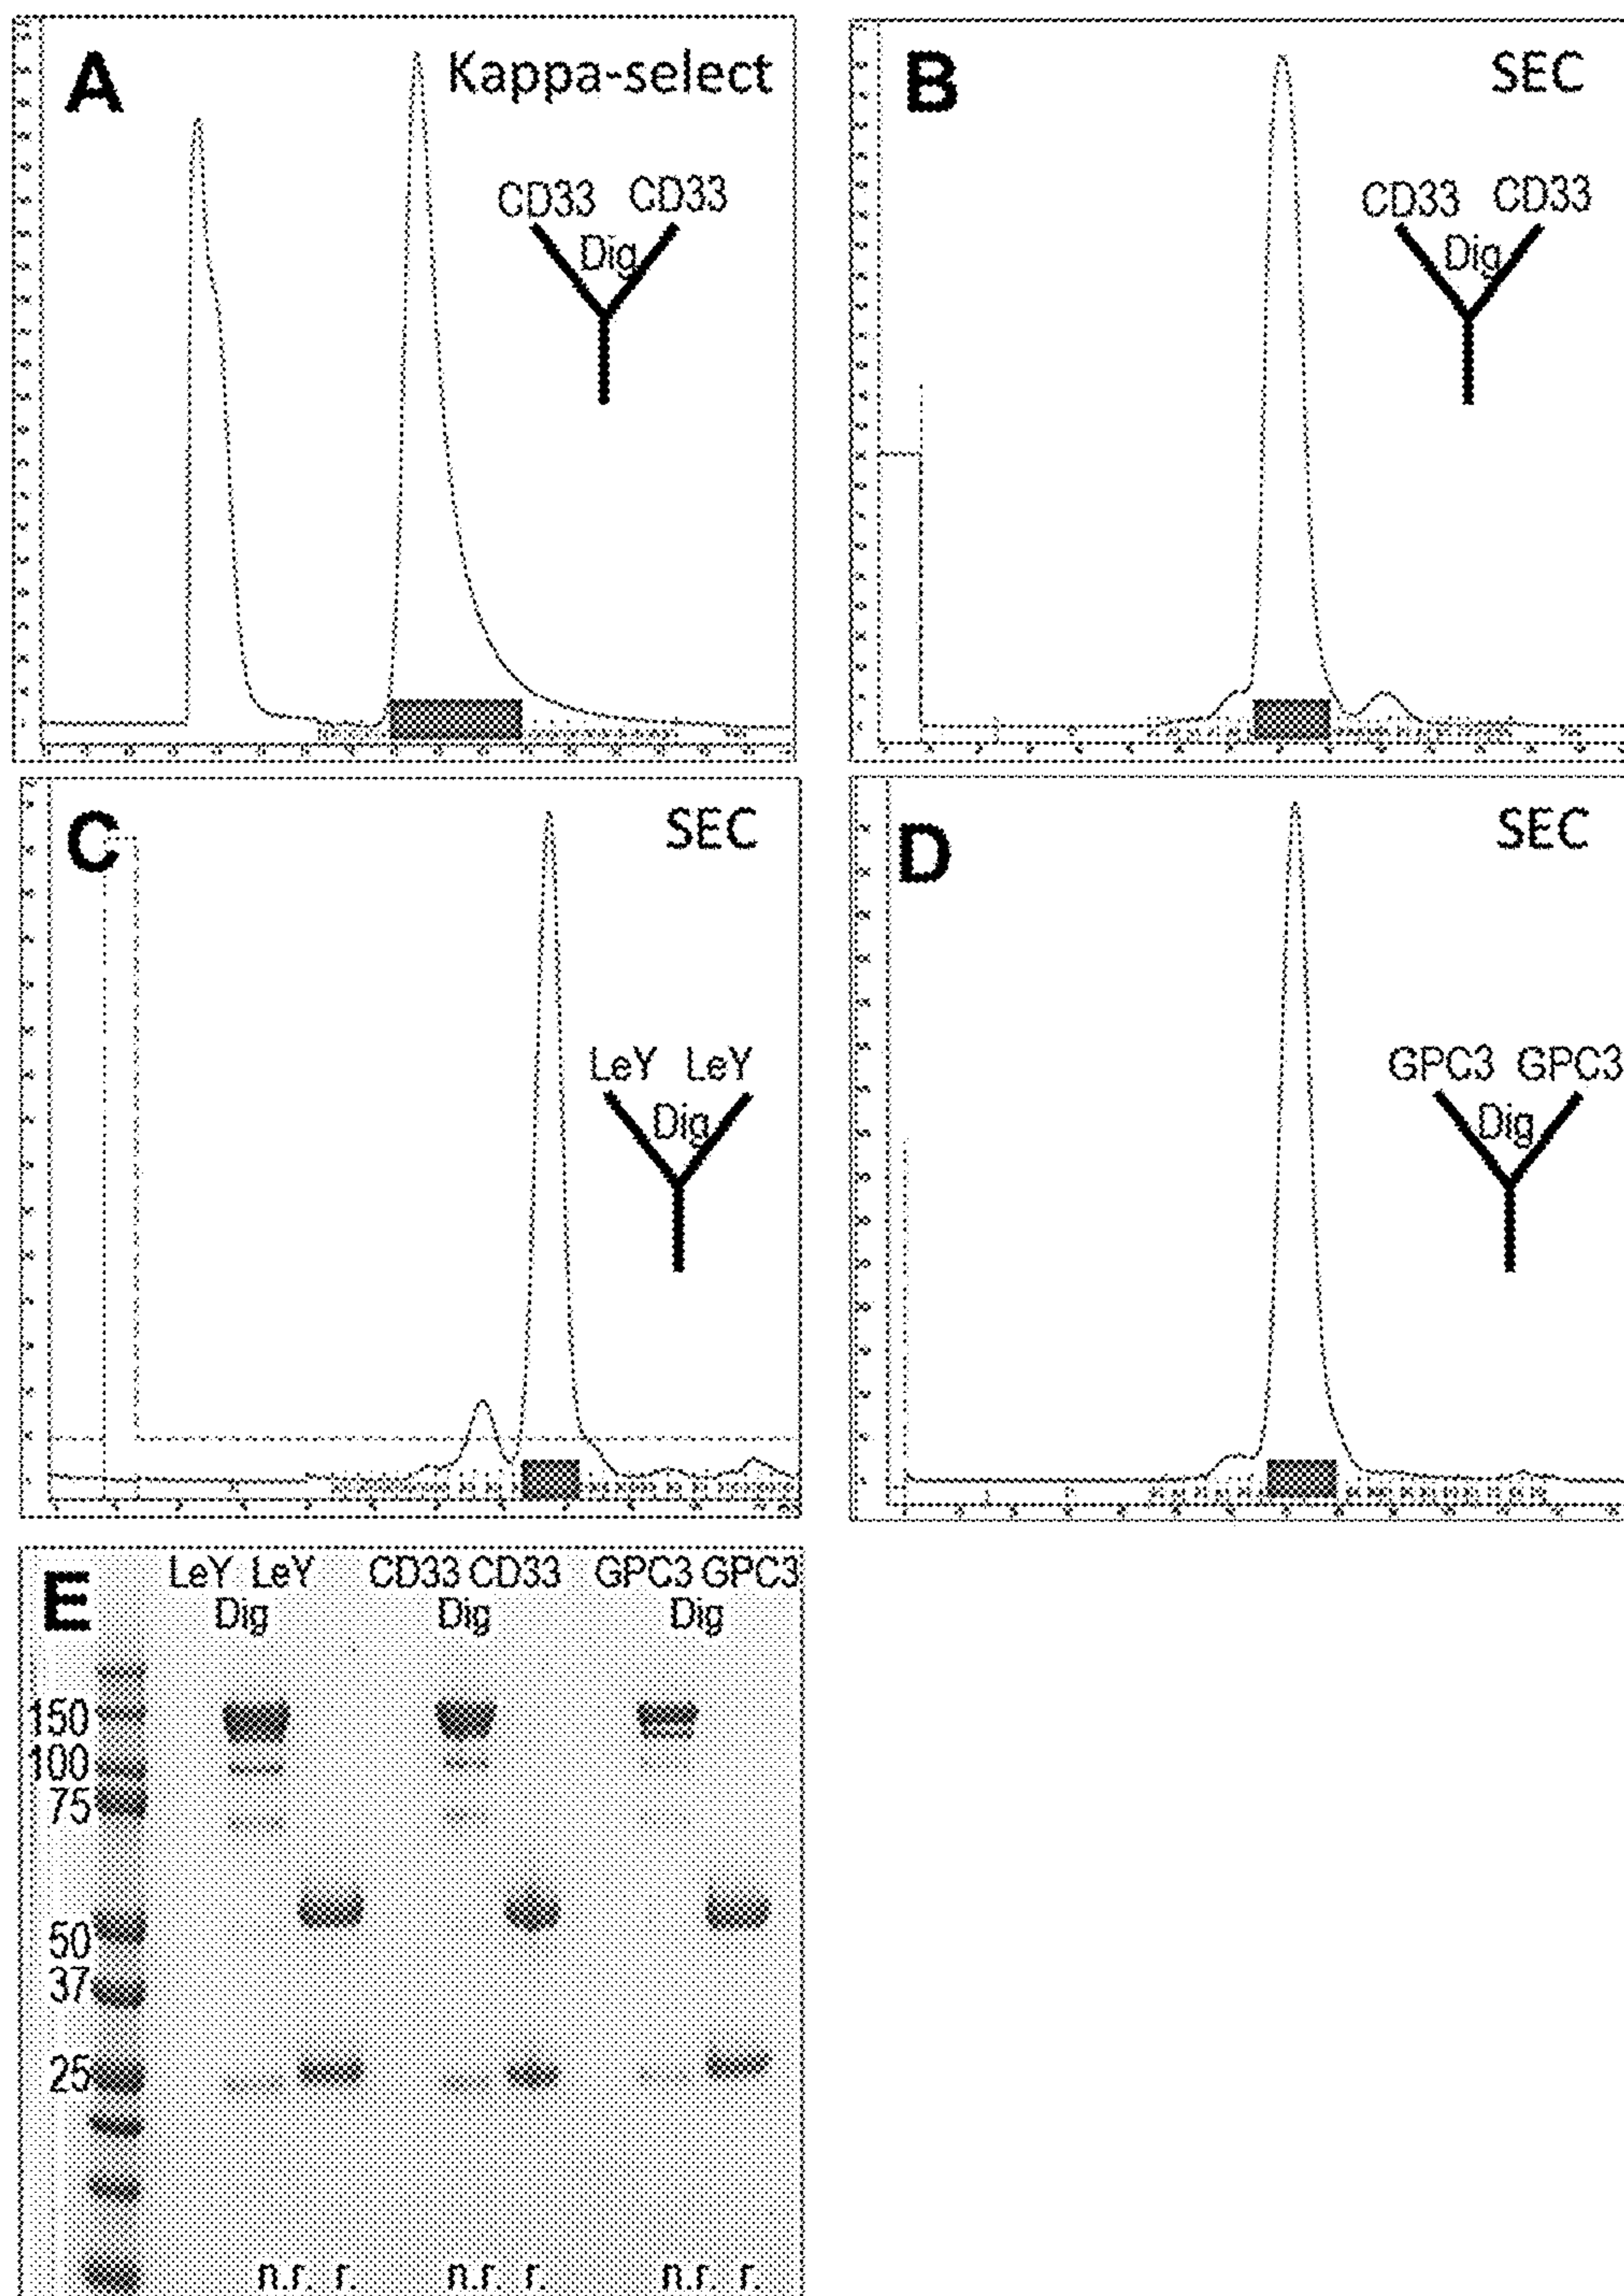 A Kappa-select
CD33 CD33
Dig
B SEC
CD33 CD33
Dig
C SEC
LeY LeY
Dig
D SEC
GPC3 GPC3
Dig
E LeY LeY CD33 CD33 GPC3 GPC3
Dig Dig Dig
150
100
75
50
37
25
n.r. r. n.r. r. n.r. r.